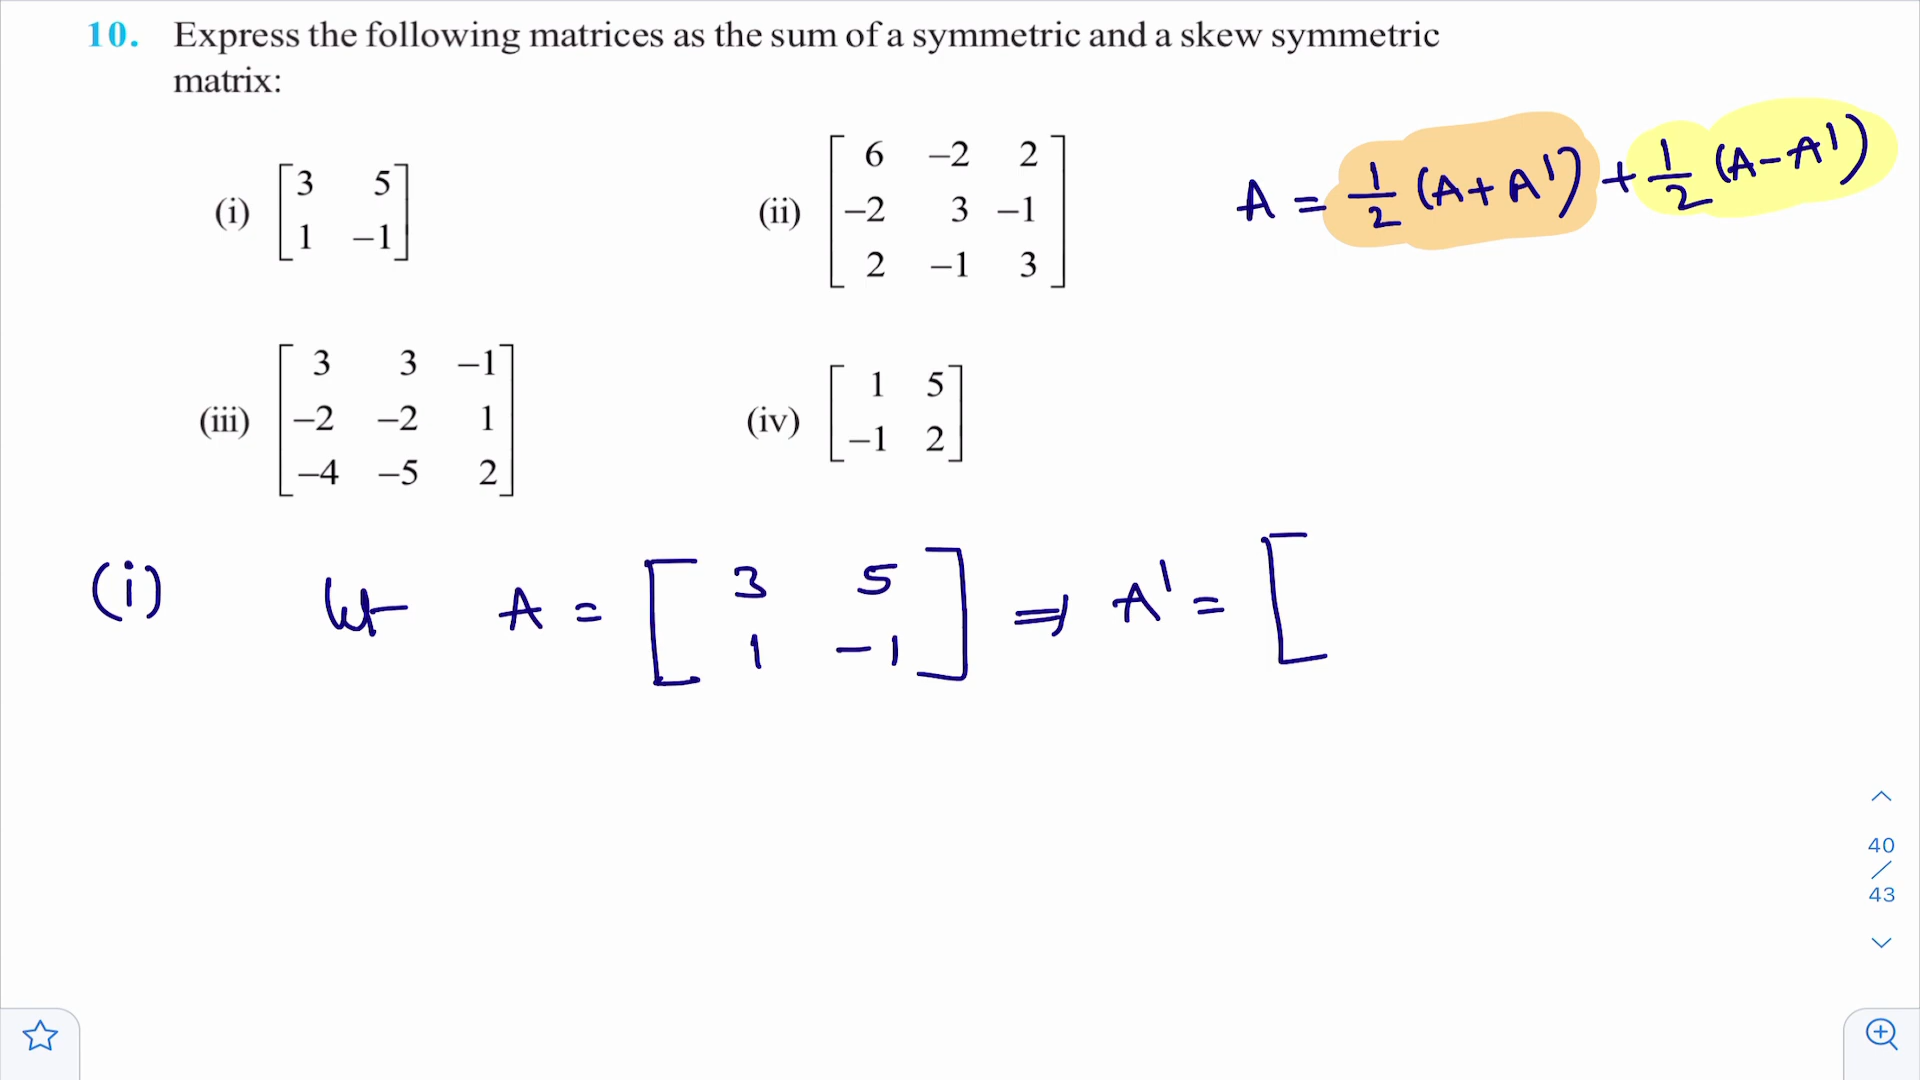 10. Express the following matrices as the sum of a symmetric and a skew symmetric
matrix:
A = 1/2 (A+A') + 1/2 (A-A')
(i) [3 5
1 –1]
(ii) [6 –2 2
–2 3 –1
2 –1 3]
(iii) [3 3 –1
–2 –2 1
–4 –5 2]
(iv) [1 5
–1 2]
(i) let A = [3 5
1 -1] ⇒ A' = [
40
/
43